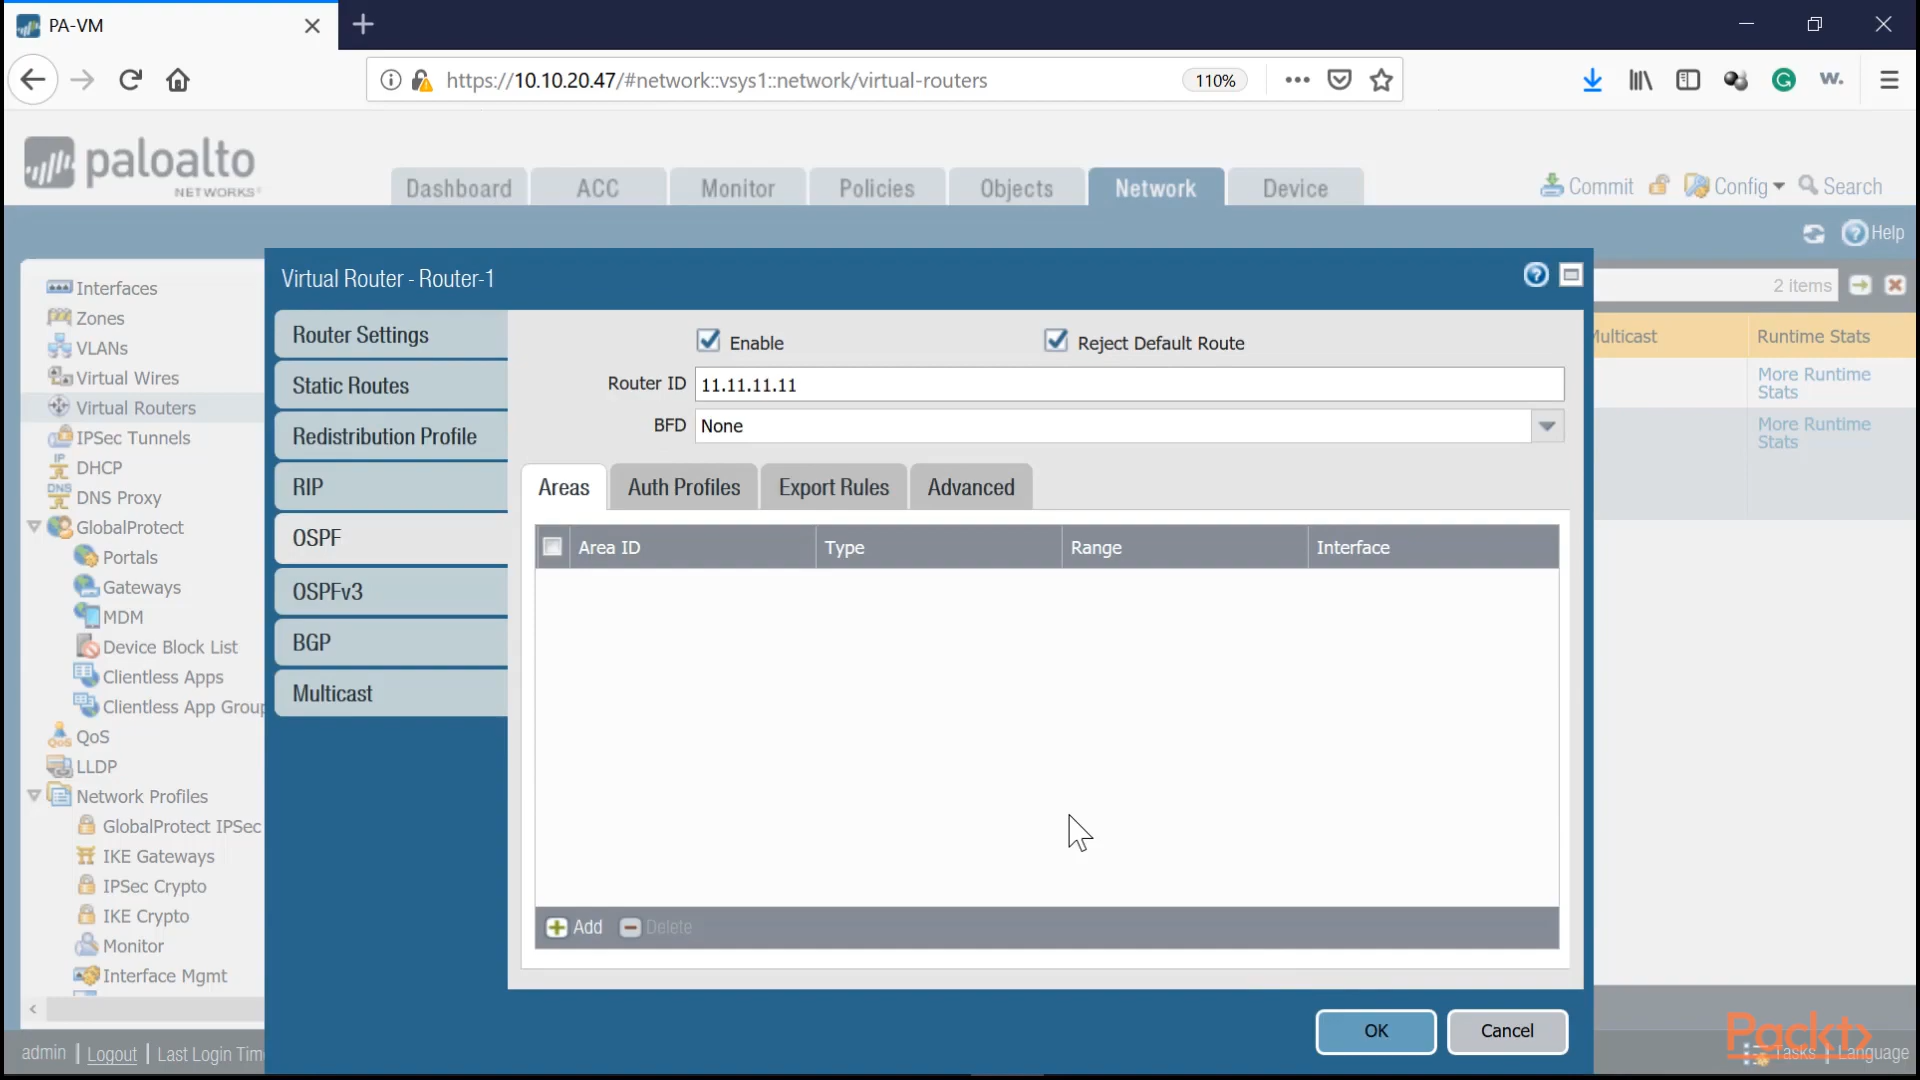 PA-VM
https://10.10.20.47/#network::vsys1::network/virtual-routers
110%
w.
paloalto
NETWORKS
Dashboard
ACC
Monitor
Policies
Objects
Network
Device
Commit
Config
Search
Help
Interfaces
Zones
VLANs
Virtual Wires
Virtual Routers
IPSec Tunnels
DHCP
DNS Proxy
GlobalProtect
Portals
Gateways
MDM
Device Block List
Clientless Apps
Clientless App Group
QoS
LLDP
Network Profiles
GlobalProtect IPSec
IKE Gateways
IPSec Crypto
IKE Crypto
Monitor
Interface Mgmt
Virtual Router - Router-1
Router Settings
Static Routes
Redistribution Profile
RIP
OSPF
OSPFv3
BGP
Multicast
Enable
Reject Default Route
Router ID 11.11.11.11
BFD None
Areas
Auth Profiles
Export Rules
Advanced
Area ID
Type
Range
Interface
Add
Delete
OK
Cancel
2 items
Multicast
Runtime Stats
More Runtime
Stats
More Runtime
Stats
admin | Logout | Last Login Time
Packt>
Tasks | Language